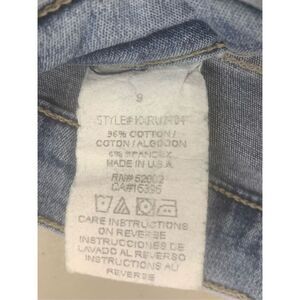 9
96% COTTON /
COTON / ALGODON
4% SPANDEX
MADE IN U.S.A
CARE INSTRUCTIONS
ON REVERSE
INSTRUCCIONES DE
LAVADO AL REVERSO
INSTRUCTIONS AU
REVERSE